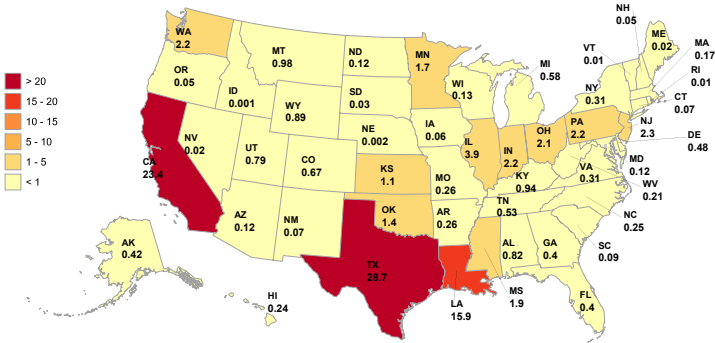 > 20
15 - 20
10 - 15
5 - 10
1 - 5
< 1
WA
2.2
OR
0.05
CA
23.4
NV
0.02
ID
0.001
MT
0.98
WY
0.89
UT
0.79
AZ
0.12
CO
0.67
NM
0.07
ND
0.12
SD
0.03
NE
0.002
KS
1.1
OK
1.4
TX
28.7
MN
1.7
IA
0.06
MO
0.26
AR
0.26
LA
15.9
WI
0.13
IL
3.9
MI
0.58
IN
2.2
OH
2.1
KY
0.94
TN
0.53
MS
1.9
AL
0.82
GA
0.4
FL
0.4
SC
0.09
NC
0.25
VA
0.31
WV
0.21
MD
0.12
DE
0.48
PA
2.2
NJ
2.3
NY
0.31
CT
0.07
RI
0.01
MA
0.17
VT
0.01
NH
0.05
ME
0.02
AK
0.42
HI
0.24